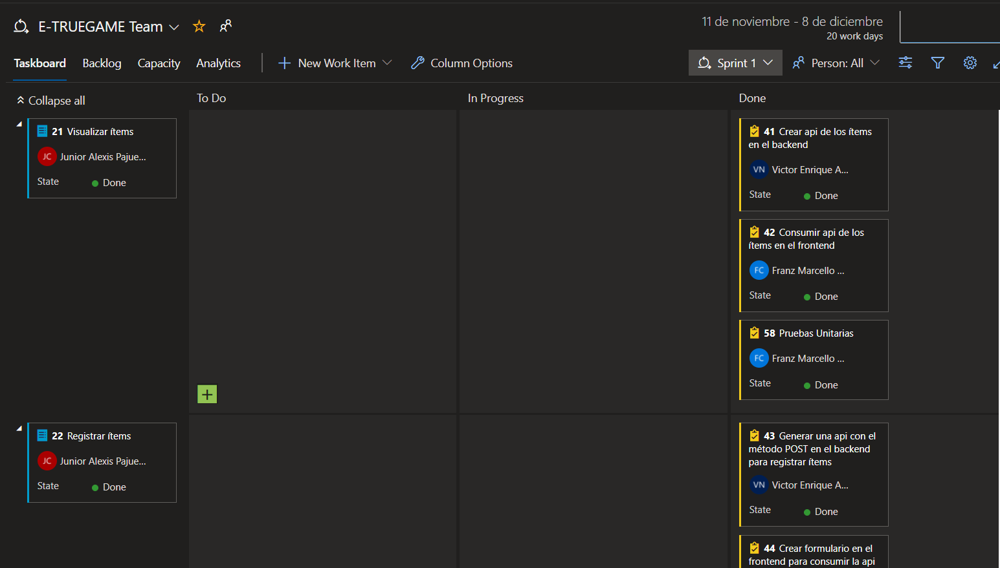 E-TRUEGAME Team
11 de noviembre - 8 de diciembre
20 work days
Taskboard Backlog Capacity Analytics New Work Item Column Options Sprint 1 Person: All
Collapse all To Do In Progress Done
21 Visualizar ítems
JC Junior Alexis Pajue...
State Done
41 Crear api de los ítems
en el backend
VN Victor Enrique A...
State Done
42 Consumir api de los
ítems en el frontend
FC Franz Marcello ...
State Done
58 Pruebas Unitarias
FC Franz Marcello ...
State Done
22 Registrar ítems
JC Junior Alexis Pajue...
State Done
43 Generar una api con el
método POST en el backend
para registrar ítems
VN Victor Enrique A...
State Done
44 Crear formulario en el
frontend para consumir la api